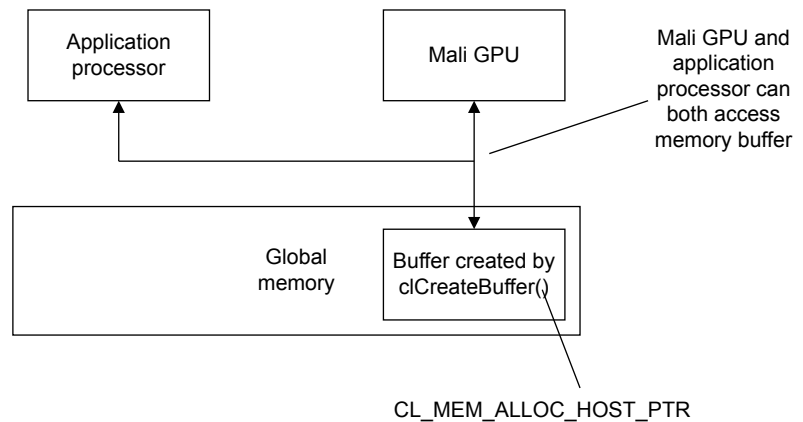 Application
processor
Mali GPU
Mali GPU and
application
processor can
both access
memory buffer
Global
memory
Buffer created by
clCreateBuffer()
CL_MEM_ALLOC_HOST_PTR